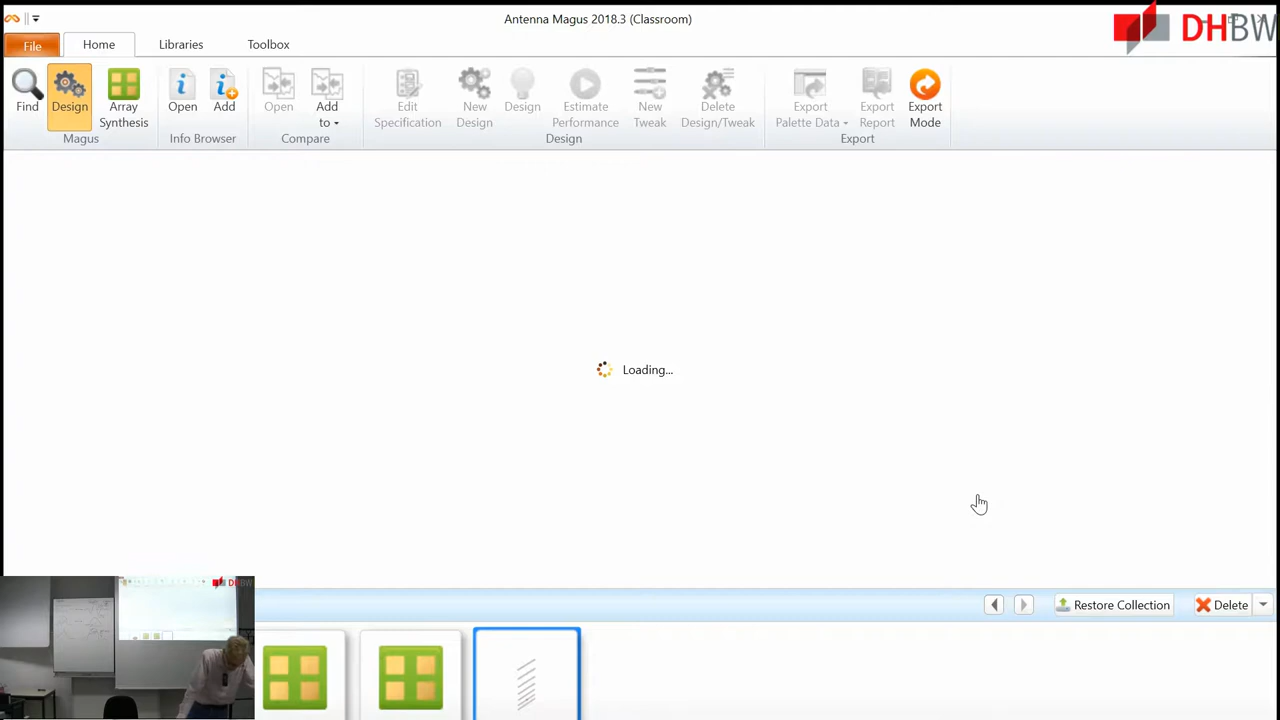 Antenna Magus 2018.3 (Classroom)
DHBW
File Home Libraries Toolbox
Find
Design
Array
Synthesis
Magus
Open
Add
Info Browser
Open
Add
to
Compare
Edit
Specification
New
Design
Design
Estimate
Performance
New
Tweak
Delete
Design/Tweak
Design
Export
Palette Data
Export
Report
Export
Mode
Export
Loading...
Restore Collection
Delete
DHBW